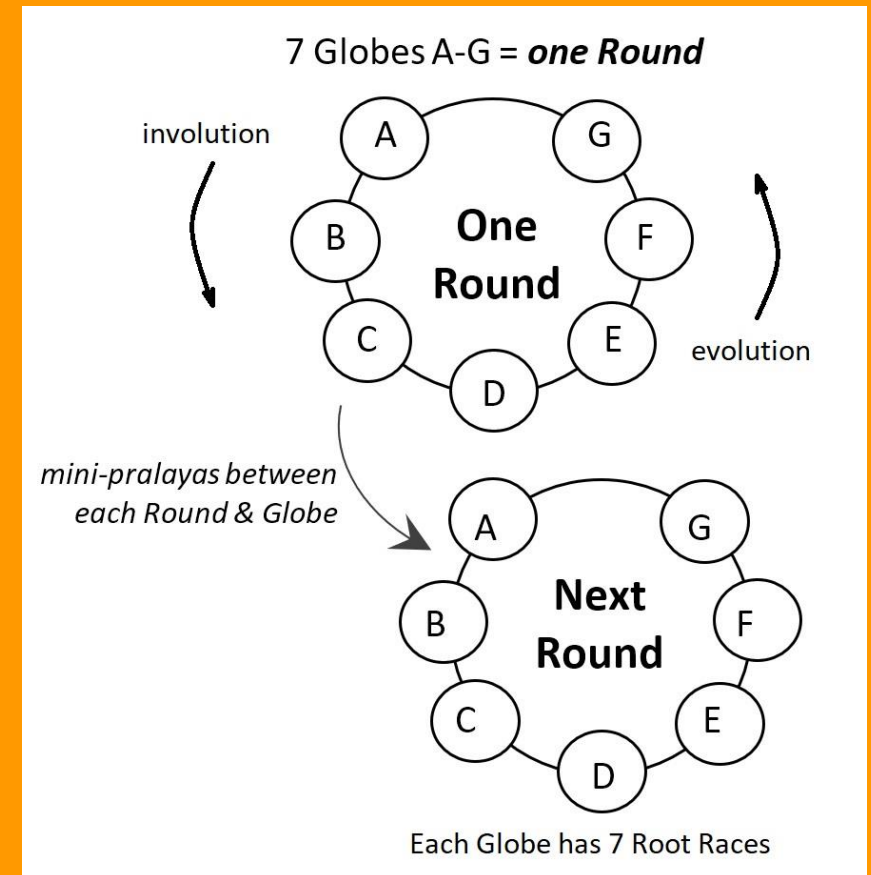 7 Globes A-G = one Round
involution
A
G
B
One
Round
F
C
E
D
evolution
mini-pralayas between
each Round & Globe
A
G
B
Next
Round
F
C
E
D
Each Globe has 7 Root Races